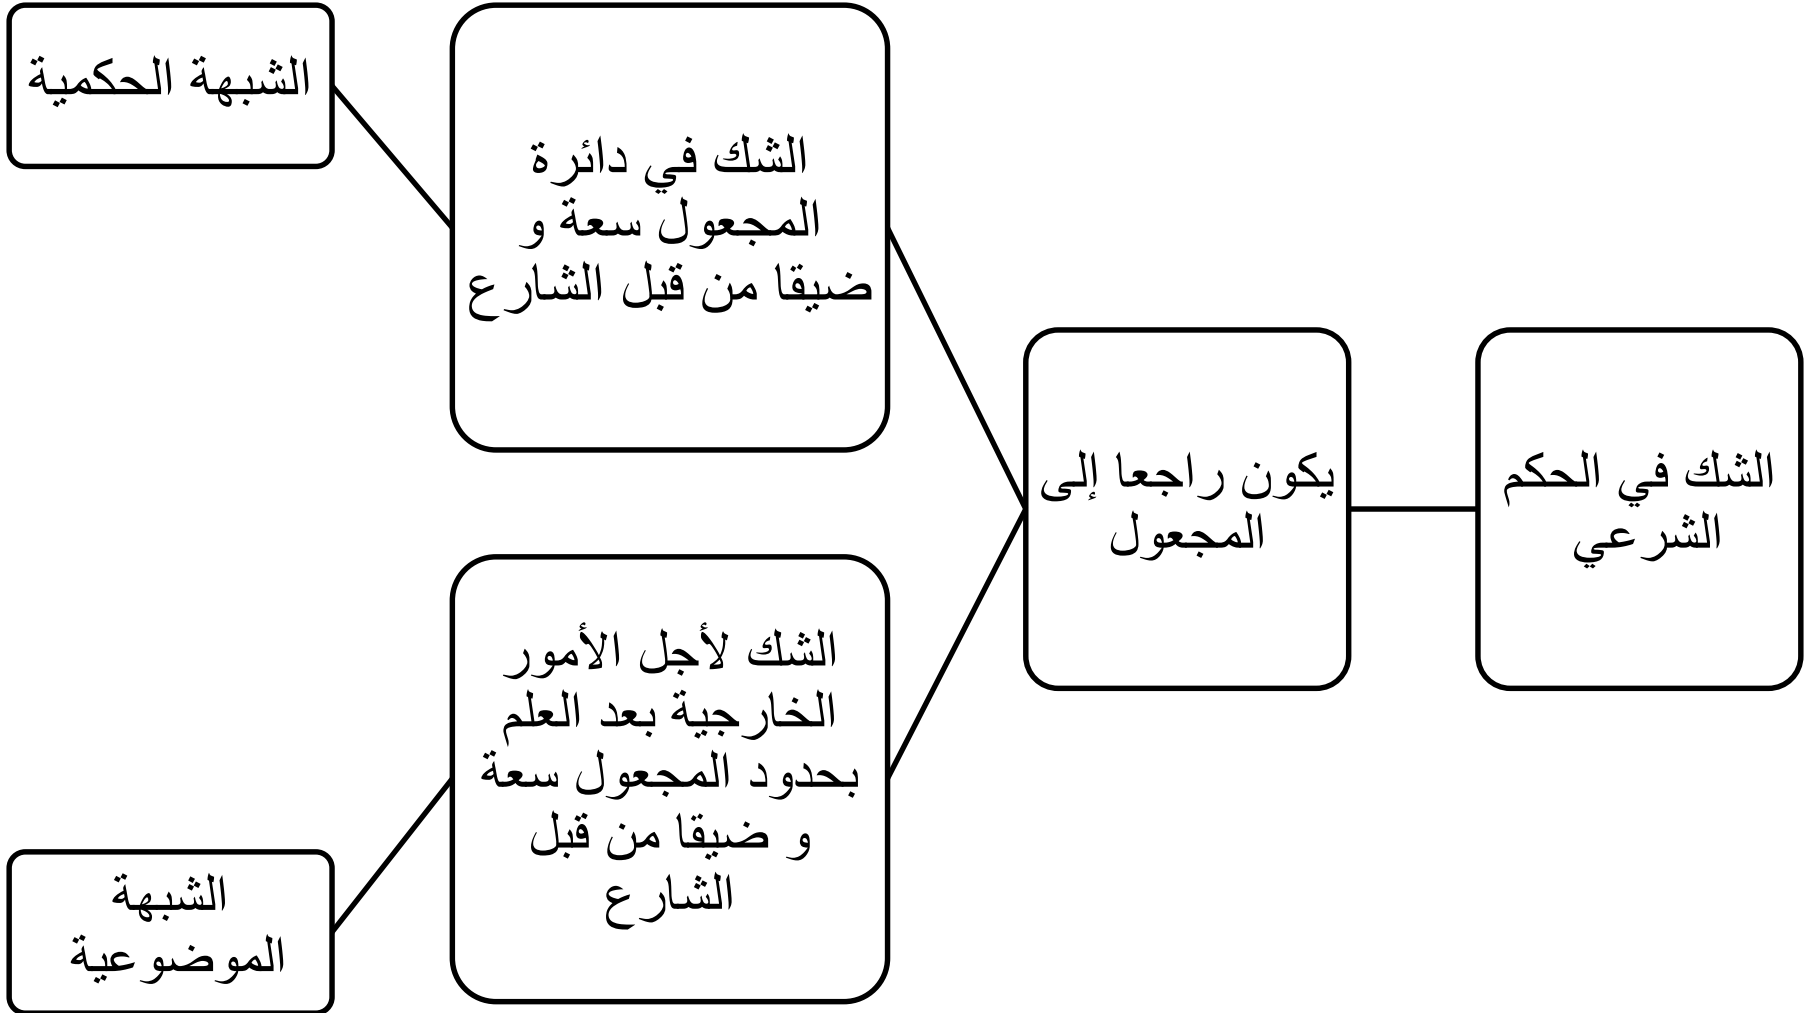 الشك في الحكم
الشرعي
يكون راجعا إلى
المجعول
الشك في دائرة
المجعول سعة و
ضيقا من قبل الشارع
الشبهة الحكمية
الشك لأجل الأمور
الخارجية بعد العلم
بحدود المجعول سعة
و ضيقا من قبل
الشارع
الشبهة
الموضوعية